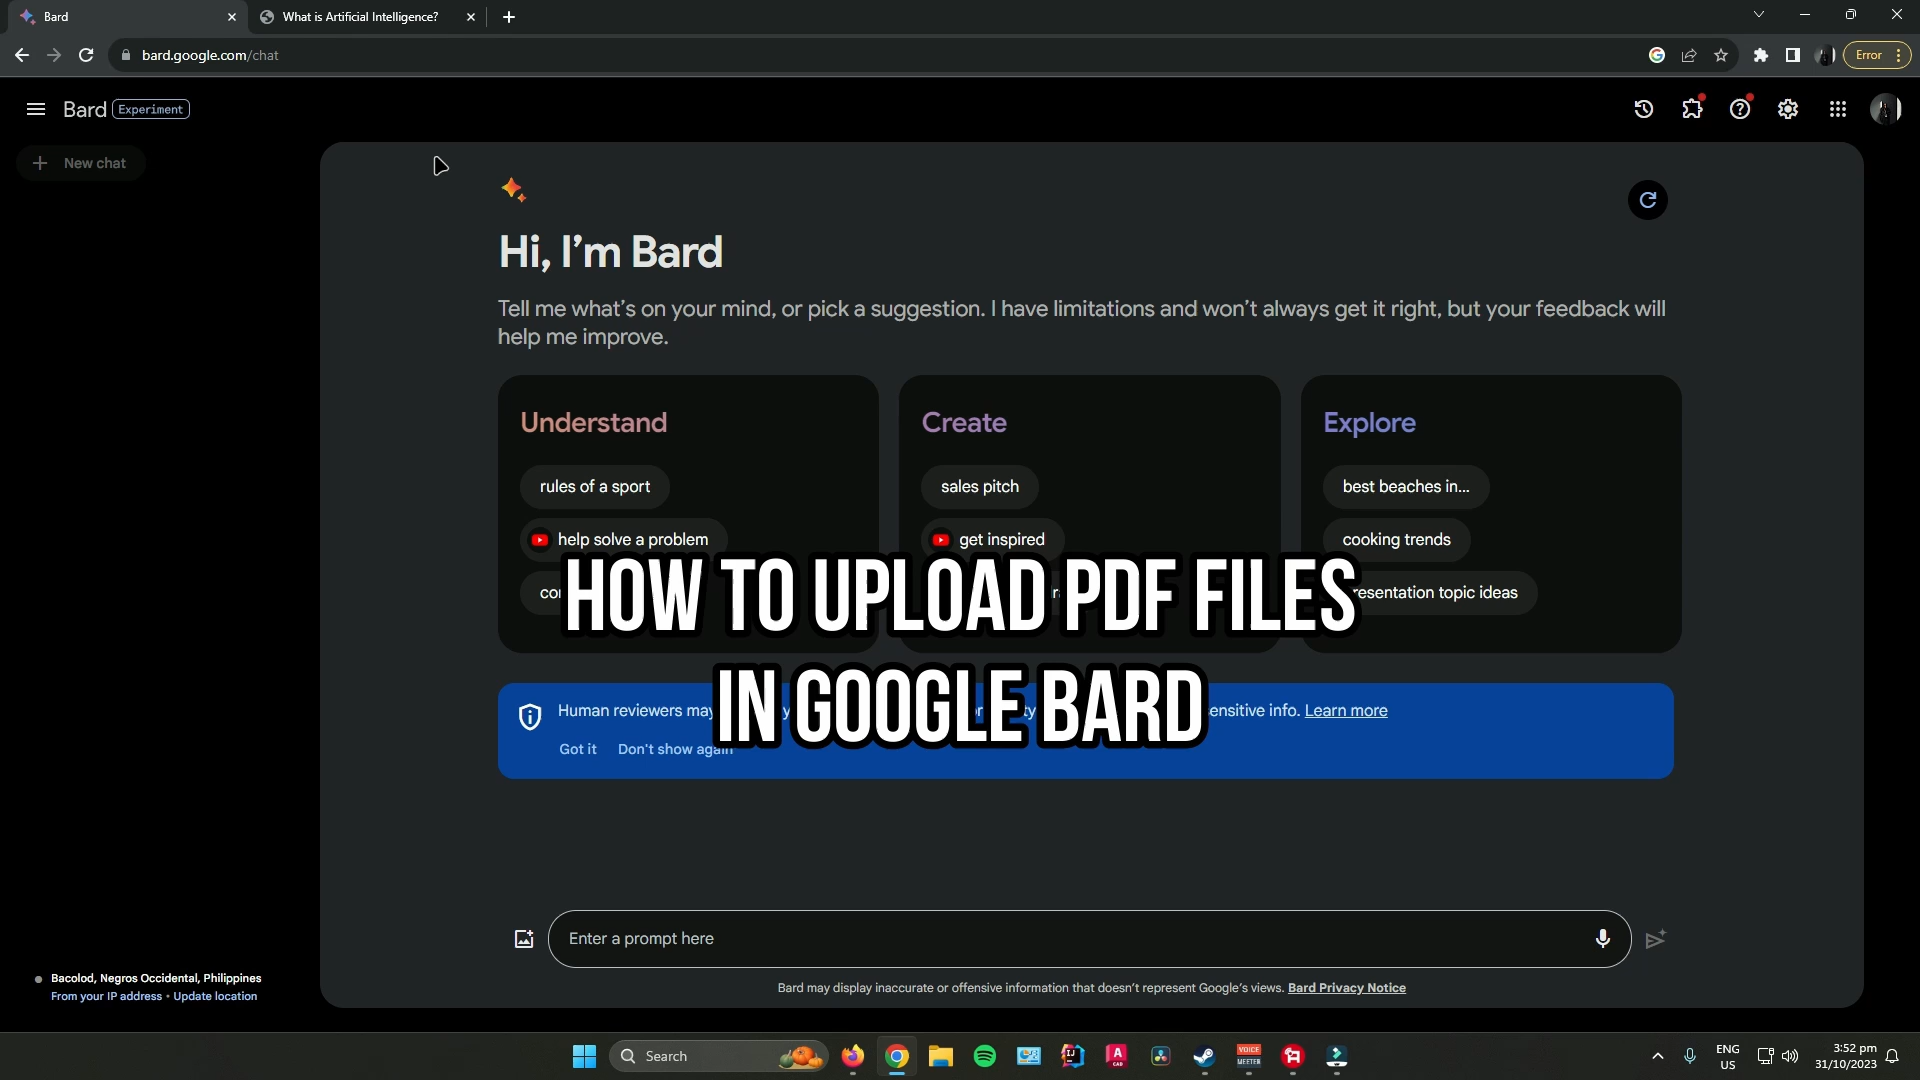 Bard
What is Artificial Intelligence?
bard.google.com/chat
Error
Bard Experiment
New chat
Hi, I'm Bard
Tell me what's on your mind, or pick a suggestion. I have limitations and won't always get it right, but your feedback will
help me improve.
Understand
rules of a sport
help solve a problem
Create
sales pitch
get inspired
Explore
best beaches in...
cooking trends
resentation topic ideas
HOW TO UPLOAD PDF FILES
IN GOOGLE BARD
Human reviewers may ensitive info. Learn more
Got it Don't show again
Enter a prompt here
Bard may display inaccurate or offensive information that doesn't represent Google's views. Bard Privacy Notice
Bacolod, Negros Occidental, Philippines
From your IP address • Update location
Search
VOICE
MEETER
ENG
US
3:52 pm
31/10/2023